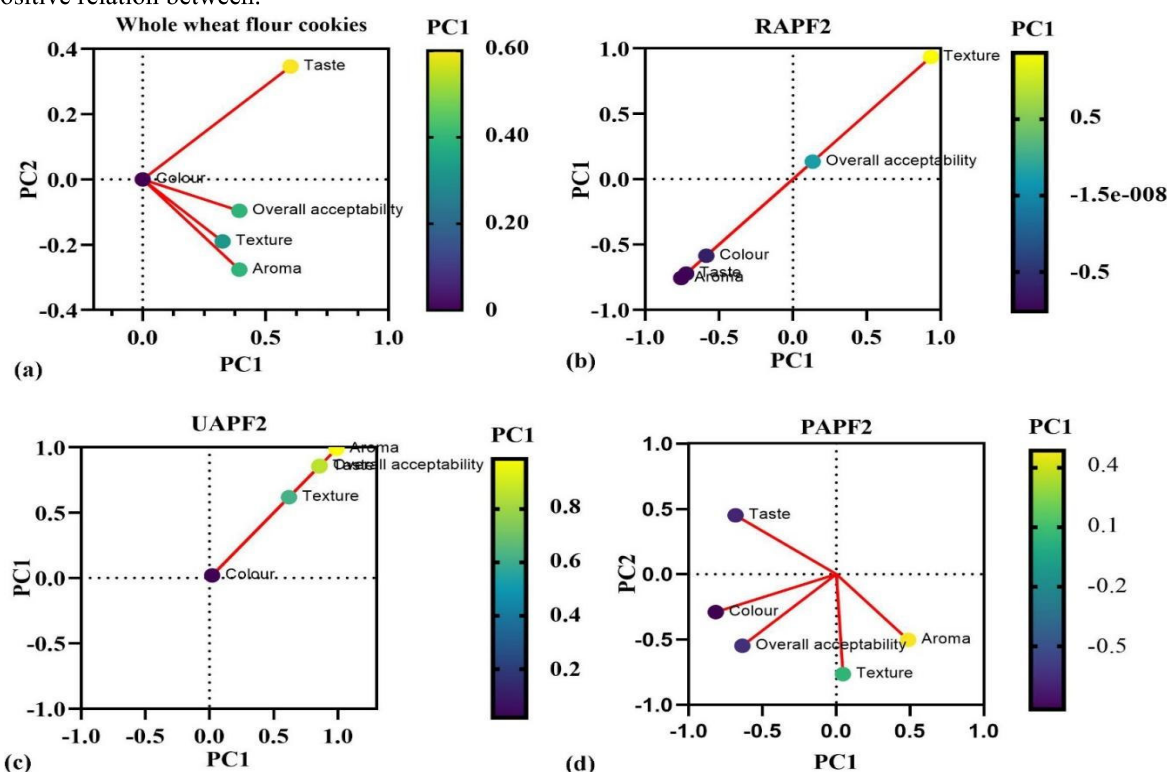 ositive relation between.
Whole wheat flour cookies
PC1
0.4
0.2
0.0
-0.2
-0.4
PC2
Taste
Colour
Overall acceptability
Texture
Aroma
0.0
0.5
1.0
PC1
0.60
0.40
0.20
0
(a)
RAPF2
PC1
1.0
0.5
0.0
-0.5
-1.0
PC1
Texture
Overall acceptability
Colour
Taste
Aroma
-1.0
-0.5
0.0
0.5
1.0
PC1
0.5
-1.5e-008
-0.5
(b)
UAPF2
PC1
1.0
0.5
0.0
-0.5
-1.0
PC1
Aroma
Taste
Overall acceptability
Texture
Colour
-1.0
-0.5
0.0
0.5
1.0
PC1
0.8
0.6
0.4
0.2
(c)
PAPF2
PC1
1.0
0.5
0.0
-0.5
-1.0
PC2
Taste
Colour
Overall acceptability
Aroma
Texture
-1.0
-0.5
0.0
0.5
1.0
PC1
0.4
0.1
-0.2
-0.5
(d)